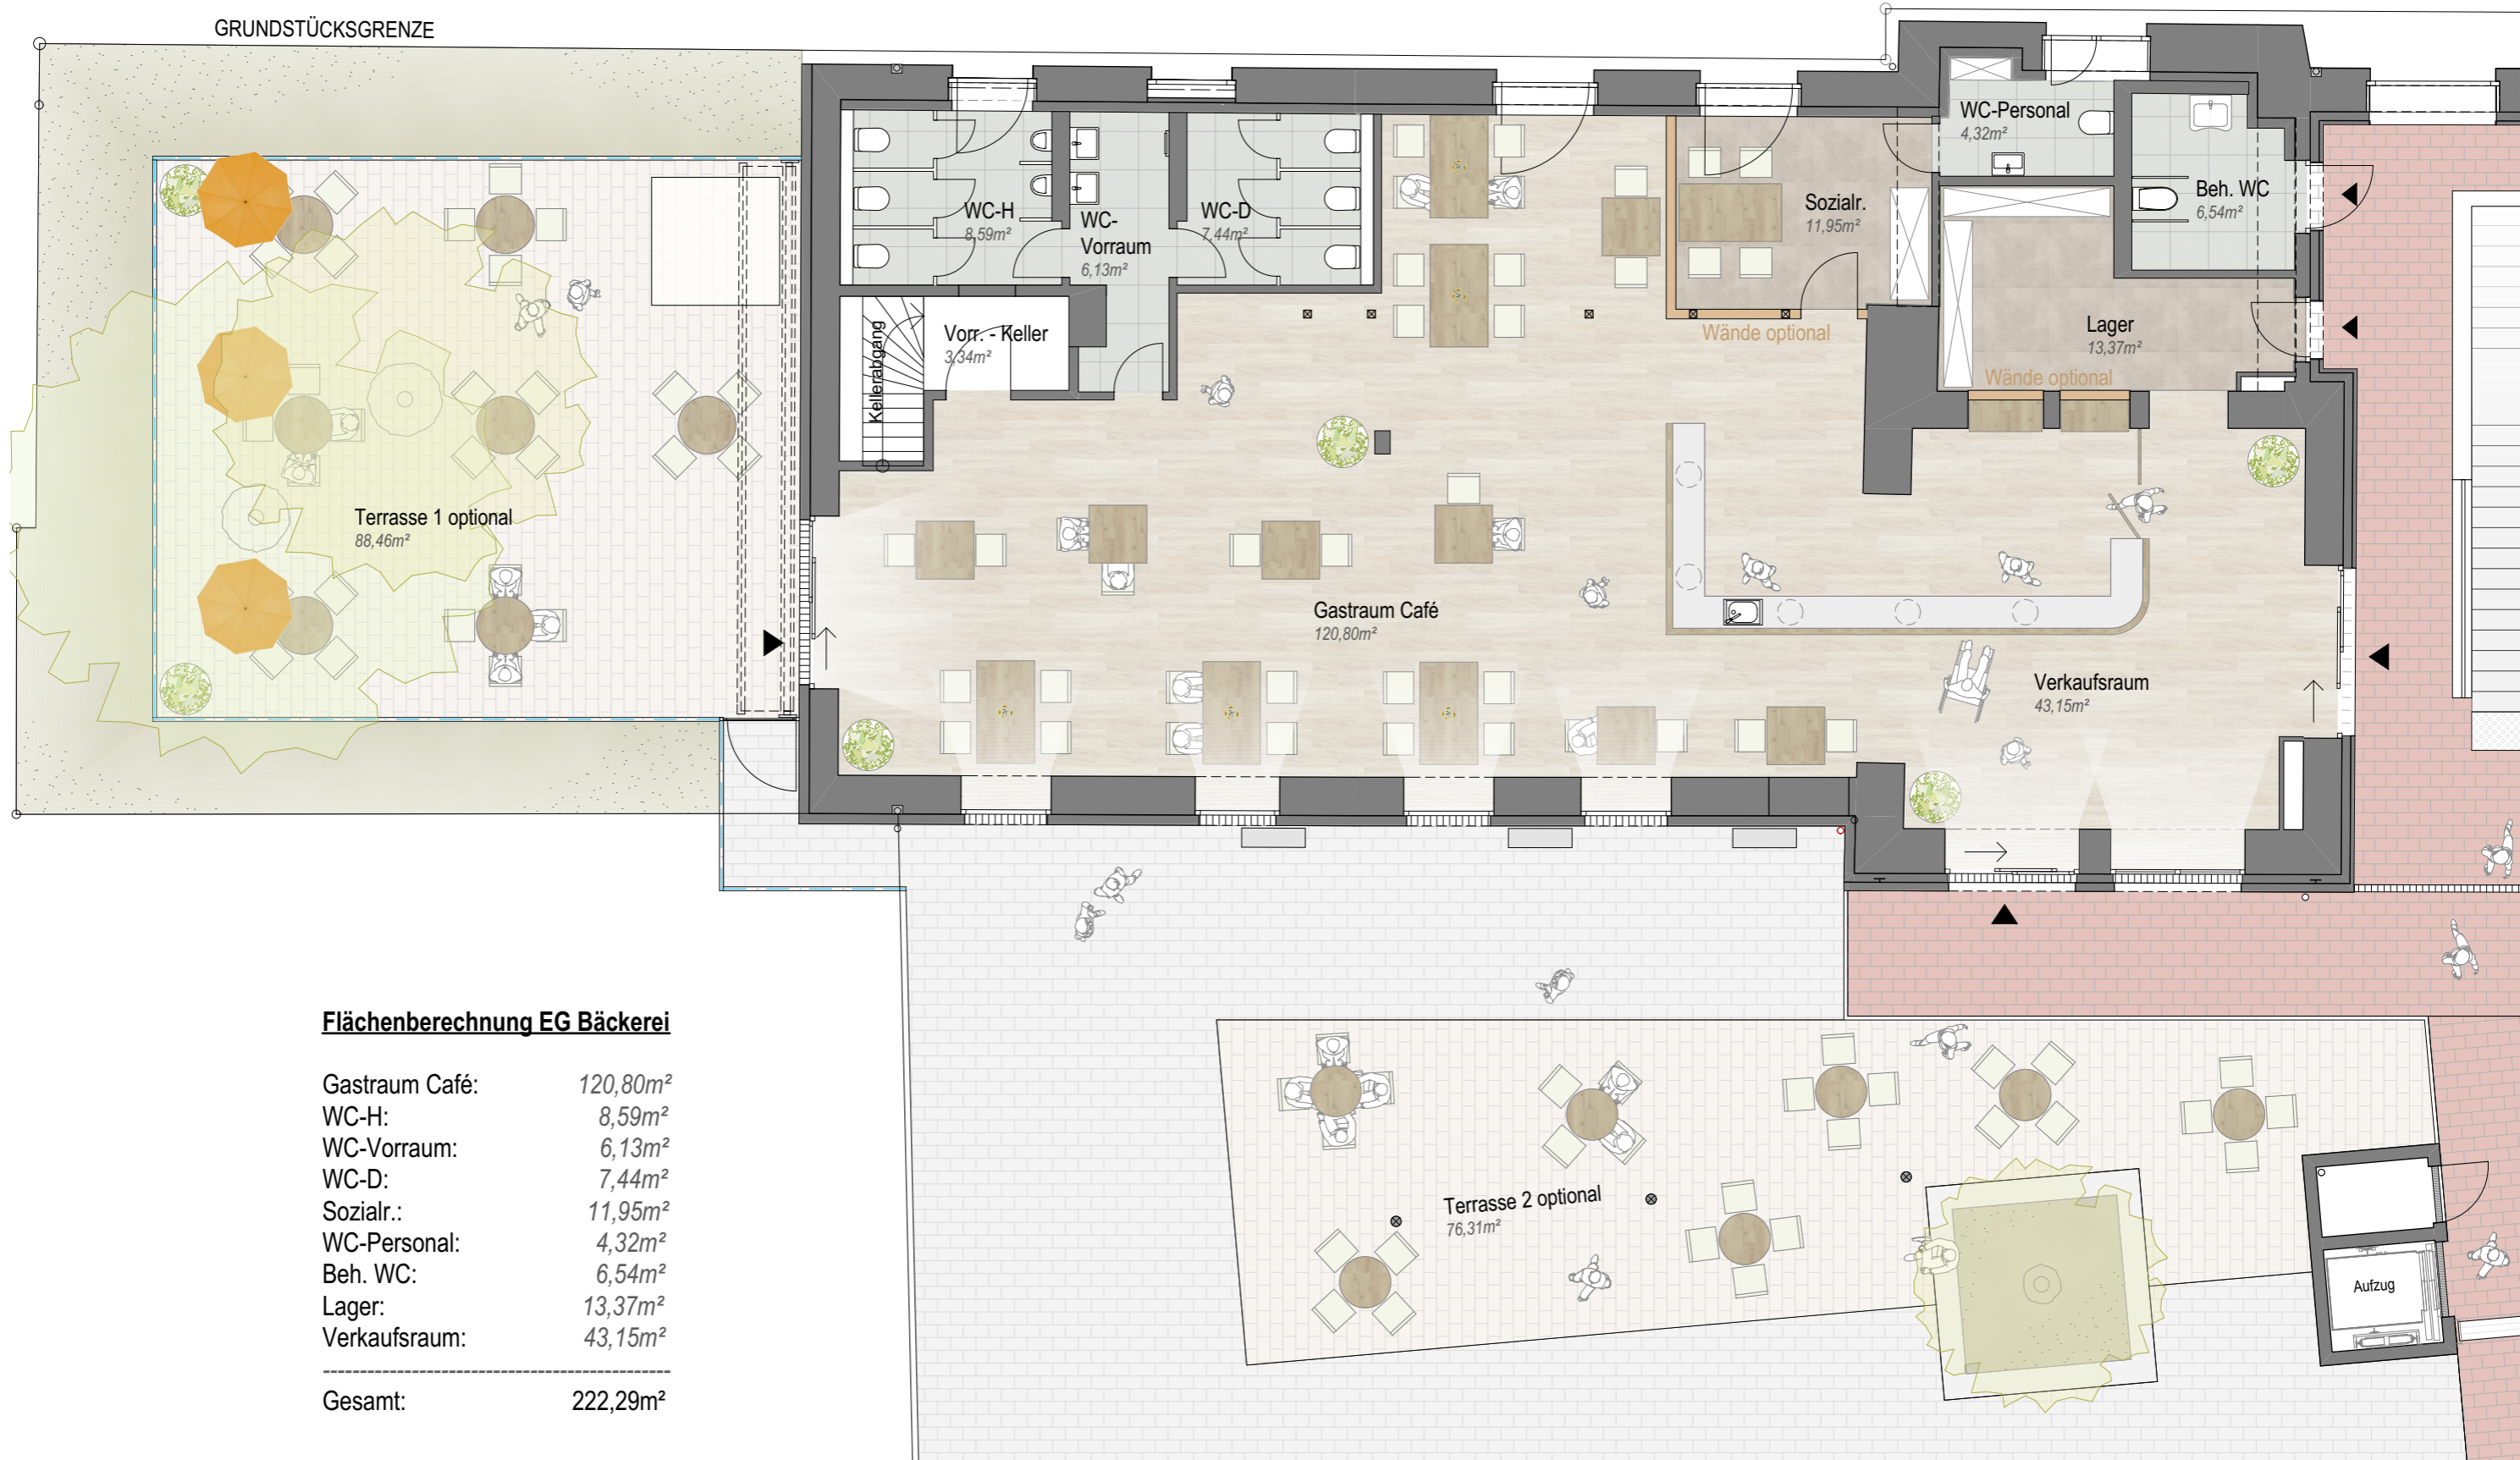 GRUNDSTÜCKSGRENZE
WC-Personal
4,32m²
Beh. WC
6,54m²
WC-H
8,59m²
WC-
Vorraum
6,13m²
WC-D
7,44m²
Sozialr.
11,95m²
Vorr. - Keller
3,34m²
Kellerabgang
Wände optional
Lager
13,37m²
Wände optional
Terrasse 1 optional
88,46m²
Gastraum Café
120,80m²
Verkaufsraum
43,15m²
Terrasse 2 optional
76,31m²
Aufzug
Flächenberechnung EG Bäckerei
Gastraum Café: 120,80m²
WC-H: 8,59m²
WC-Vorraum: 6,13m²
WC-D: 7,44m²
Sozialr.: 11,95m²
WC-Personal: 4,32m²
Beh. WC: 6,54m²
Lager: 13,37m²
Verkaufsraum: 43,15m²
-----------------------------------------------
Gesamt: 222,29m²